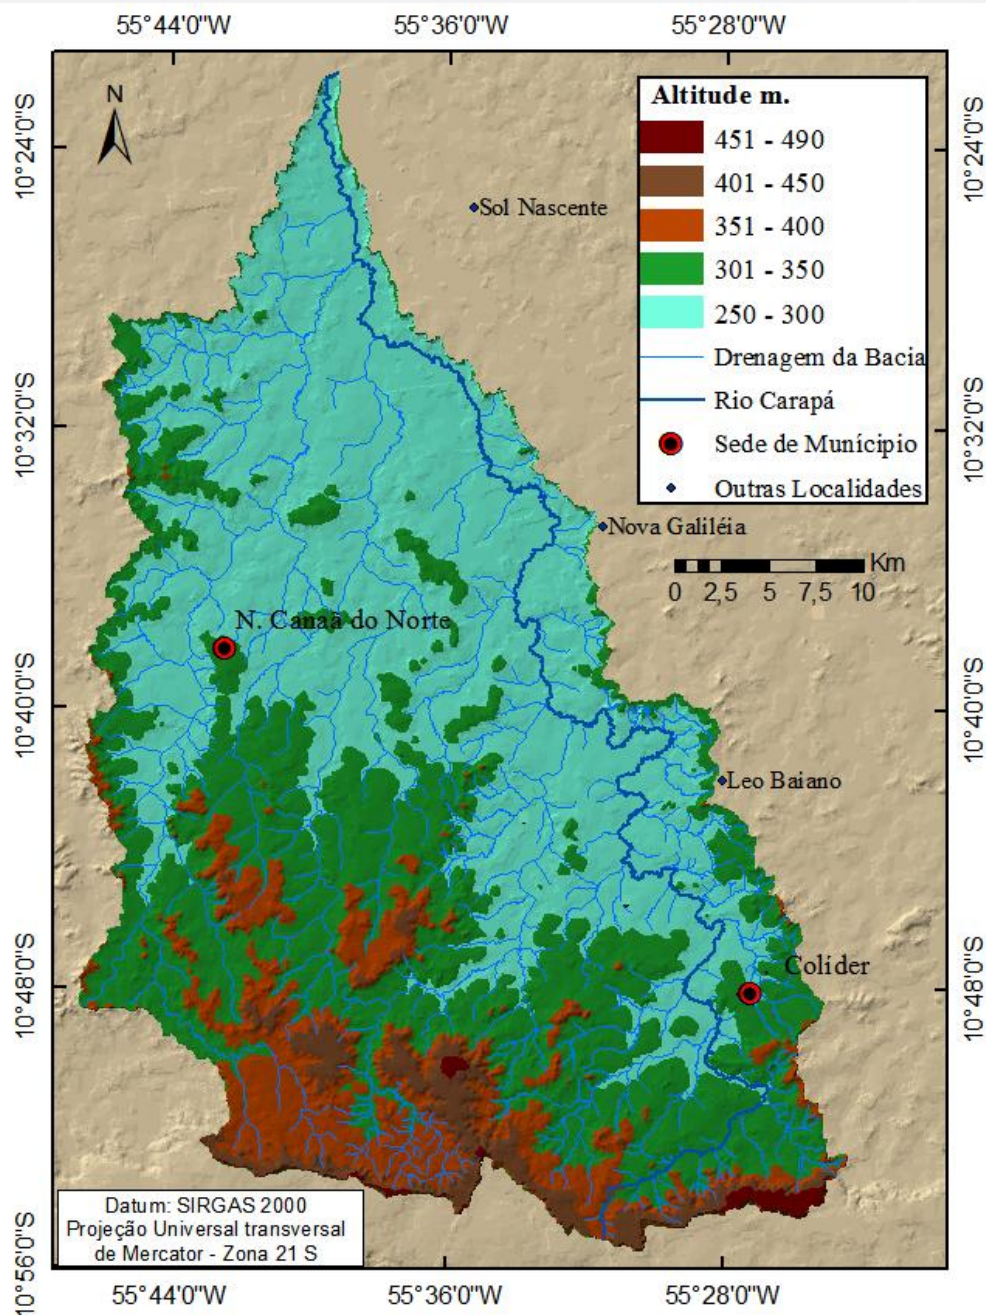 55°44'0"W
55°36'0"W
55°28'0"W
N
10°24'0"S
10°24'0"S
Altitude m.
451 - 490
401 - 450
351 - 400
301 - 350
250 - 300
Drenagem da Bacia
Rio Carapá
Sede de Munícipio
Outras Localidades
Sol Nascente
10°32'0"S
10°32'0"S
Nova Galiléia
Km
0 2,5 5 7,5 10
N. Canaã do Norte
10°40'0"S
10°40'0"S
Leo Baiano
Colíder
10°48'0"S
10°48'0"S
Datum: SIRGAS 2000
Projeção Universal transversal
de Mercator - Zona 21 S
10°56'0"S
55°44'0"W
55°36'0"W
55°28'0"W